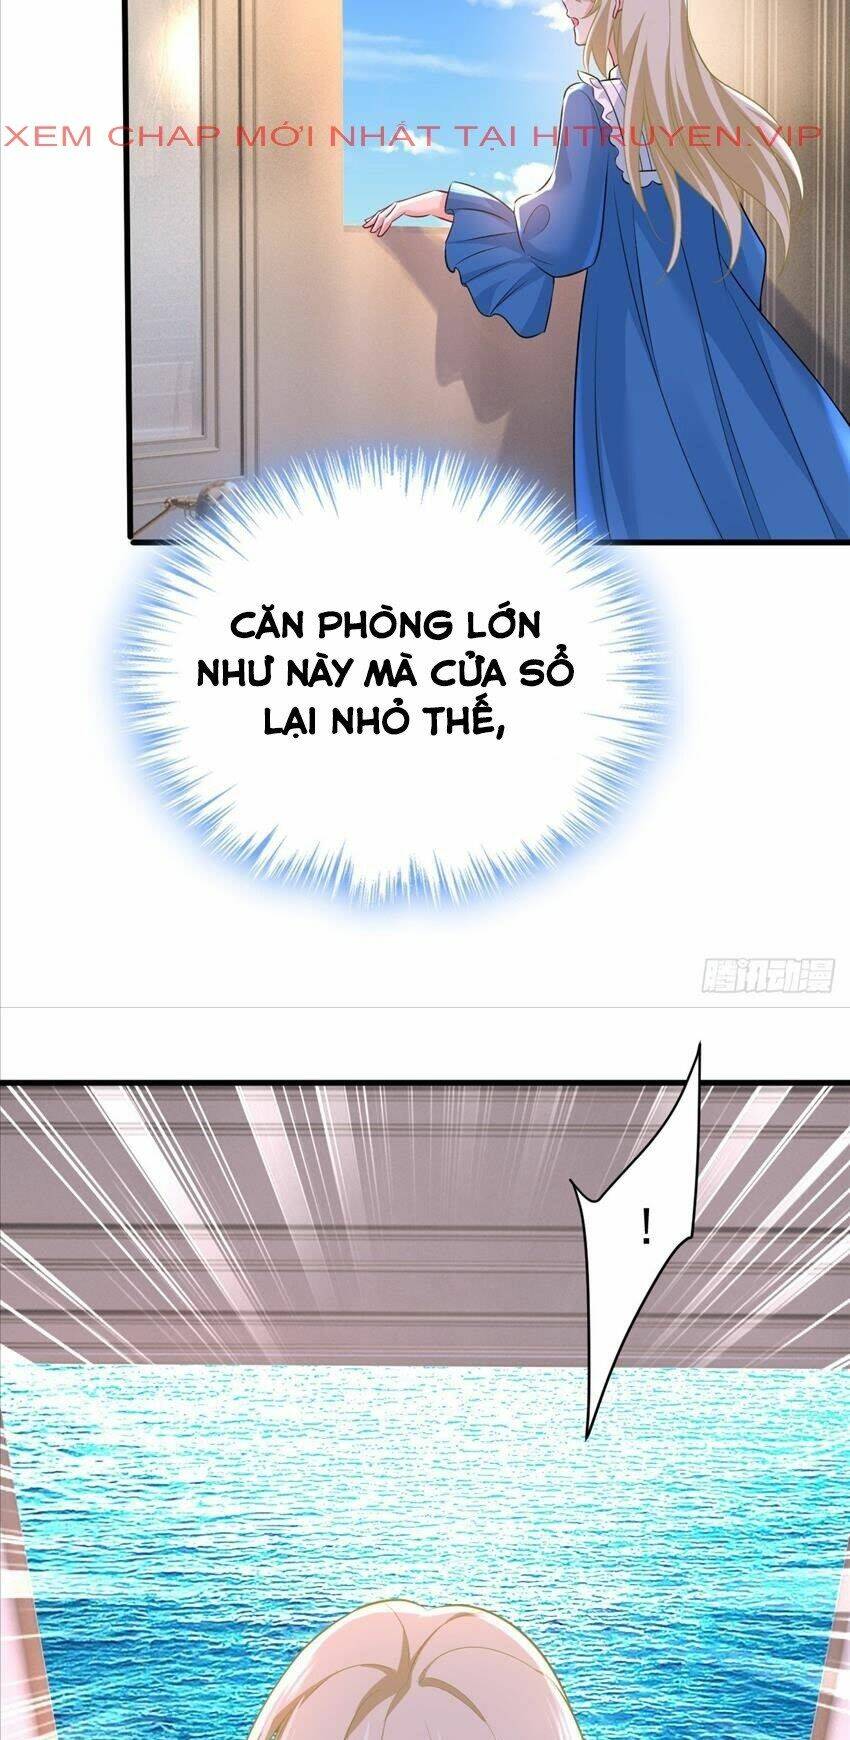 XEM CHAP MỚI NHẤT TẠI HITRUYEN.VIP
CĂN PHÒNG LỚN
NHƯ NÀY MÀ CỬA SỔ
LẠI NHỎ THẾ,
腾讯动漫
!